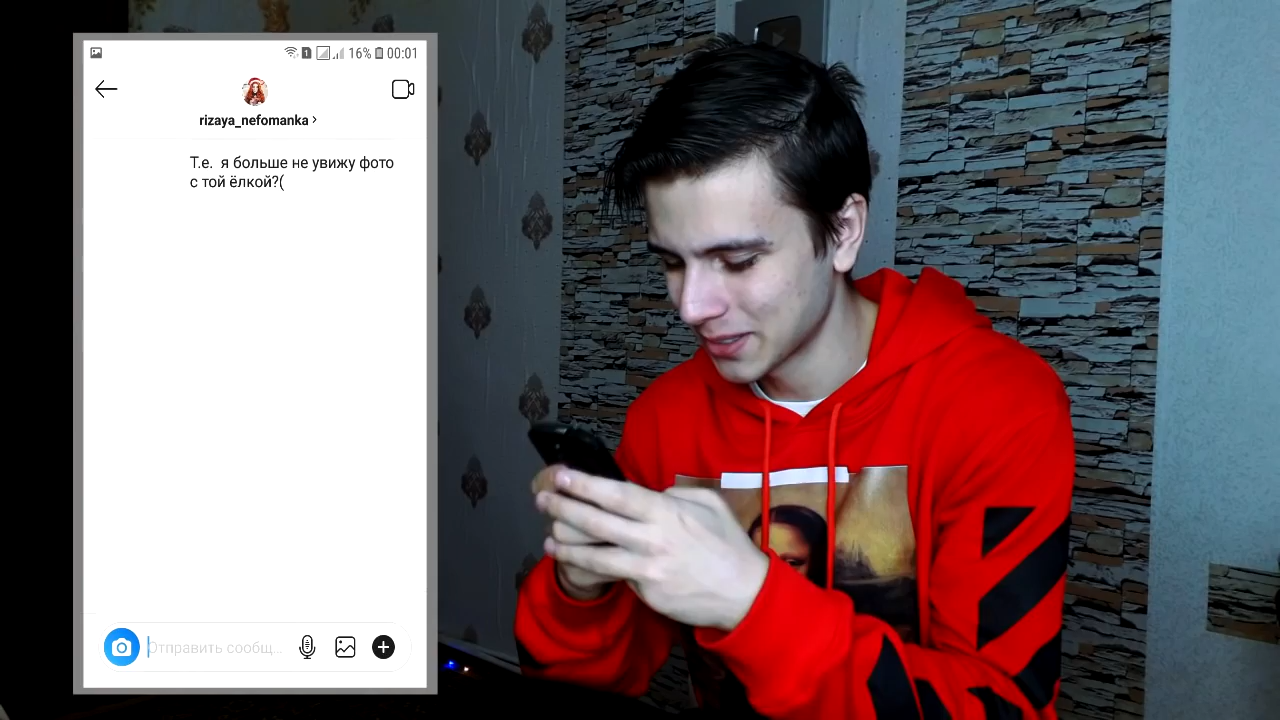 16% 00:01
rizaya_nefomanka
Т.е. я больше не увижу фото
с той ёлкой?(
Отправить сообщ...